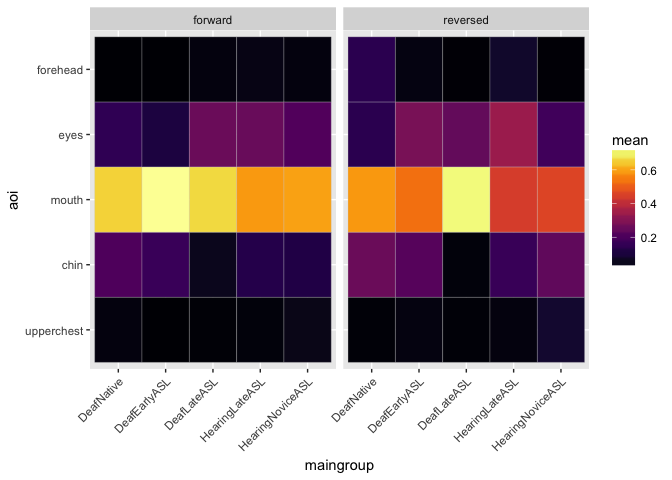 forward
reversed
aoi
forehead
eyes
mouth
chin
upperchest
DeafNative
DeafEarlyASL
DeafLateASL
HearingLateASL
HearingNoviceASL
DeafNative
DeafEarlyASL
DeafLateASL
HearingLateASL
HearingNoviceASL
maingroup
mean
0.6
0.4
0.2